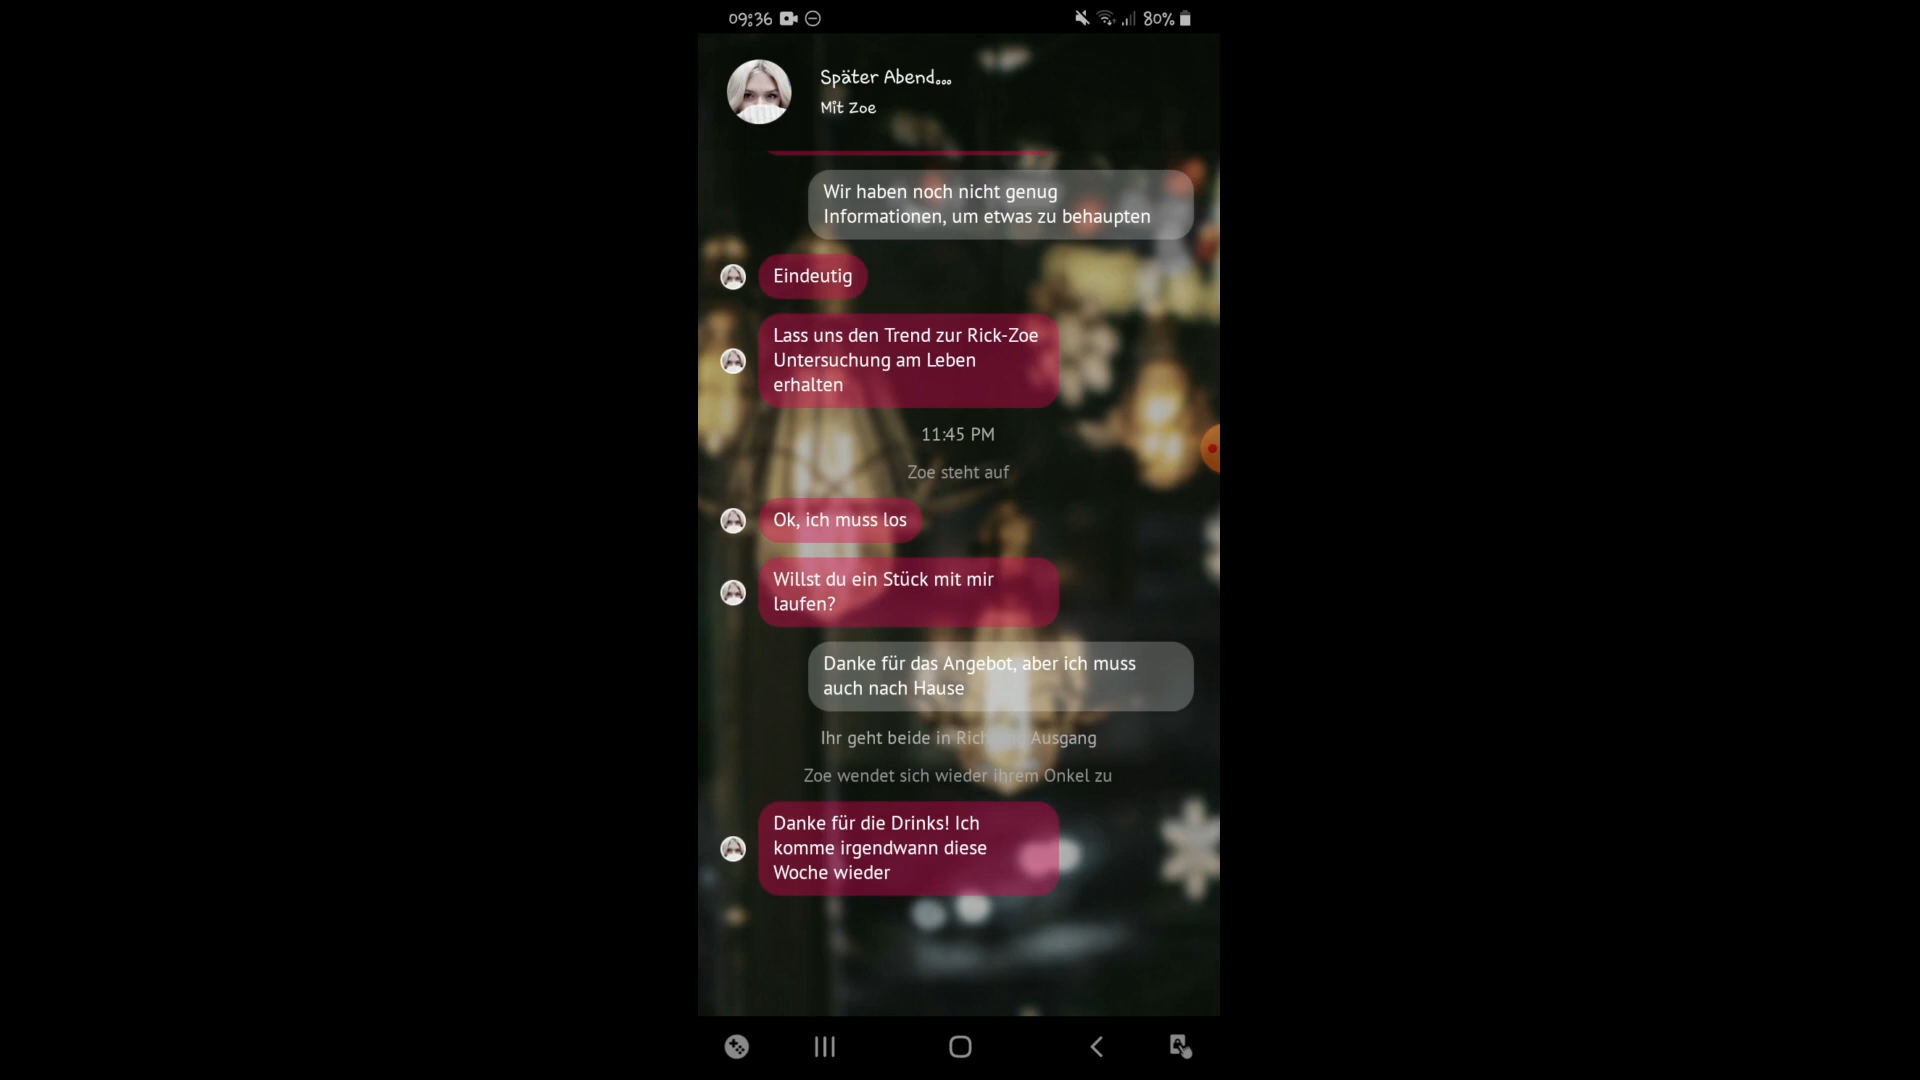 09:36
80%
Später Abend...
Mit Zoe
Wir haben noch nicht genug
Informationen, um etwas zu behaupten
Eindeutig
Lass uns den Trend zur Rick-Zoe
Untersuchung am Leben
erhalten
11:45 PM
Zoe steht auf
Ok, ich muss los
Willst du ein Stück mit mir
laufen?
Danke für das Angebot, aber ich muss
auch nach Hause
Ihr geht beide in Richtung Ausgang
Zoe wendet sich wieder ihrem Onkel zu
Danke für die Drinks! Ich
komme irgendwann diese
Woche wieder